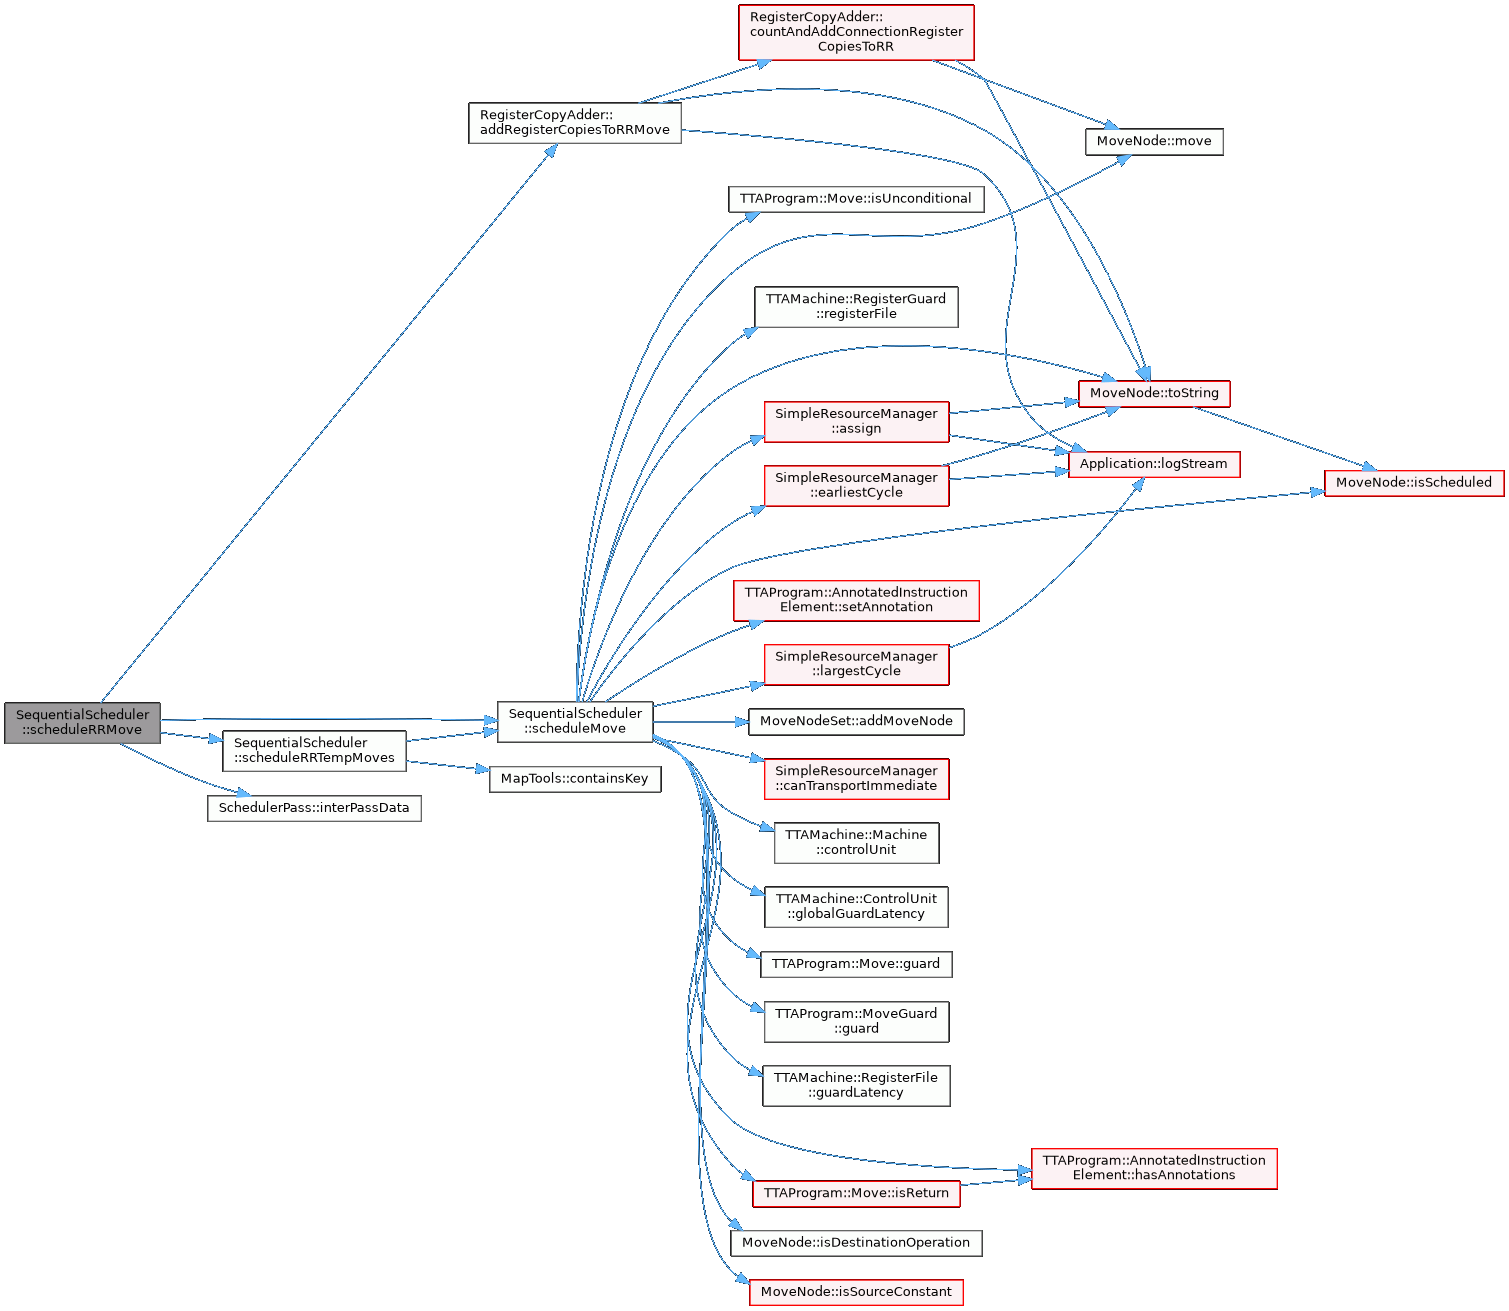 RegisterCopyAdder::
countAndAddConnectionRegister
CopiesToRR
RegisterCopyAdder::
addRegisterCopiesToRRMove
MoveNode::move
TTAProgram::Move::isUnconditional
TTAMachine::RegisterGuard
::registerFile
MoveNode::toString
SimpleResourceManager
::assign
Application::logStream
SimpleResourceManager
::earliestCycle
MoveNode::isScheduled
TTAProgram::AnnotatedInstruction
Element::setAnnotation
SimpleResourceManager
::largestCycle
SequentialScheduler
::scheduleRRMove
SequentialScheduler
::scheduleRRTempMoves
SchedulerPass::interPassData
SequentialScheduler
::scheduleMove
MapTools::containsKey
MoveNodeSet::addMoveNode
SimpleResourceManager
::canTransportImmediate
TTAMachine::Machine
::controlUnit
TTAMachine::ControlUnit
::globalGuardLatency
TTAProgram::Move::guard
TTAProgram::MoveGuard
::guard
TTAMachine::RegisterFile
::guardLatency
TTAProgram::AnnotatedInstruction
Element::hasAnnotations
TTAProgram::Move::isReturn
MoveNode::isDestinationOperation
MoveNode::isSourceConstant